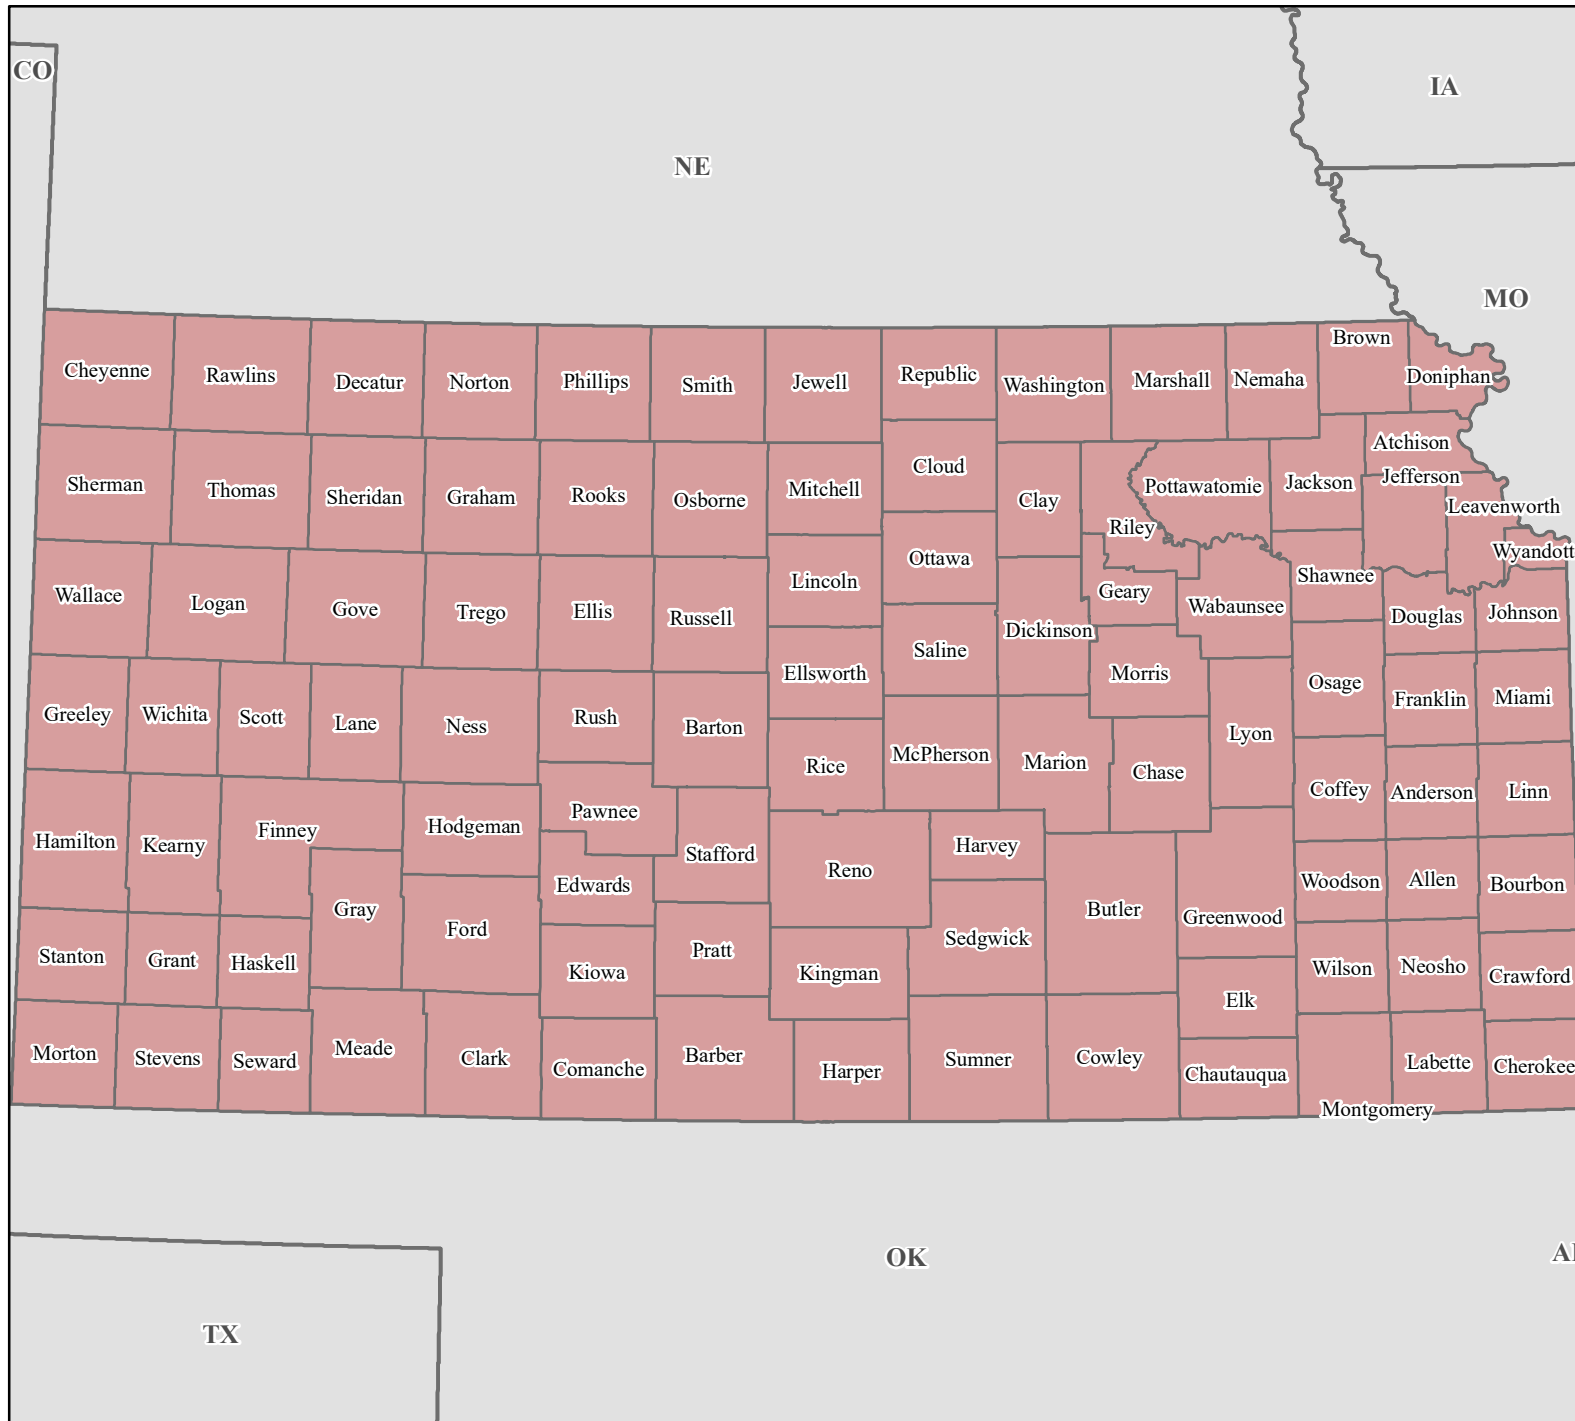 CO
IA
NE
MO
Brown
Cheyenne
Rawlins
Decatur
Norton
Phillips
Smith
Jewell
Republic
Washington
Marshall
Nemaha
Doniphan
Atchison
Sherman
Thomas
Sheridan
Graham
Rooks
Osborne
Mitchell
Cloud
Clay
Riley
Pottawatomie
Jackson
Jefferson
Leavenworth
Wyandott
Wallace
Logan
Gove
Trego
Ellis
Russell
Lincoln
Ottawa
Dickinson
Geary
Wabaunsee
Shawnee
Douglas
Johnson
Ellsworth
Saline
Morris
Greeley
Wichita
Scott
Lane
Ness
Rush
Barton
Rice
McPherson
Marion
Chase
Lyon
Osage
Franklin
Miami
Coffey
Anderson
Linn
Hamilton
Kearny
Finney
Hodgeman
Pawnee
Stafford
Reno
Harvey
Edwards
Gray
Ford
Butler
Greenwood
Woodson
Allen
Bourbon
Stanton
Grant
Haskell
Kiowa
Pratt
Kingman
Sedgwick
Elk
Wilson
Neosho
Crawford
Morton
Stevens
Seward
Meade
Clark
Comanche
Barber
Harper
Sumner
Cowley
Chautauqua
Montgomery
Labette
Cherokee
OK
TX